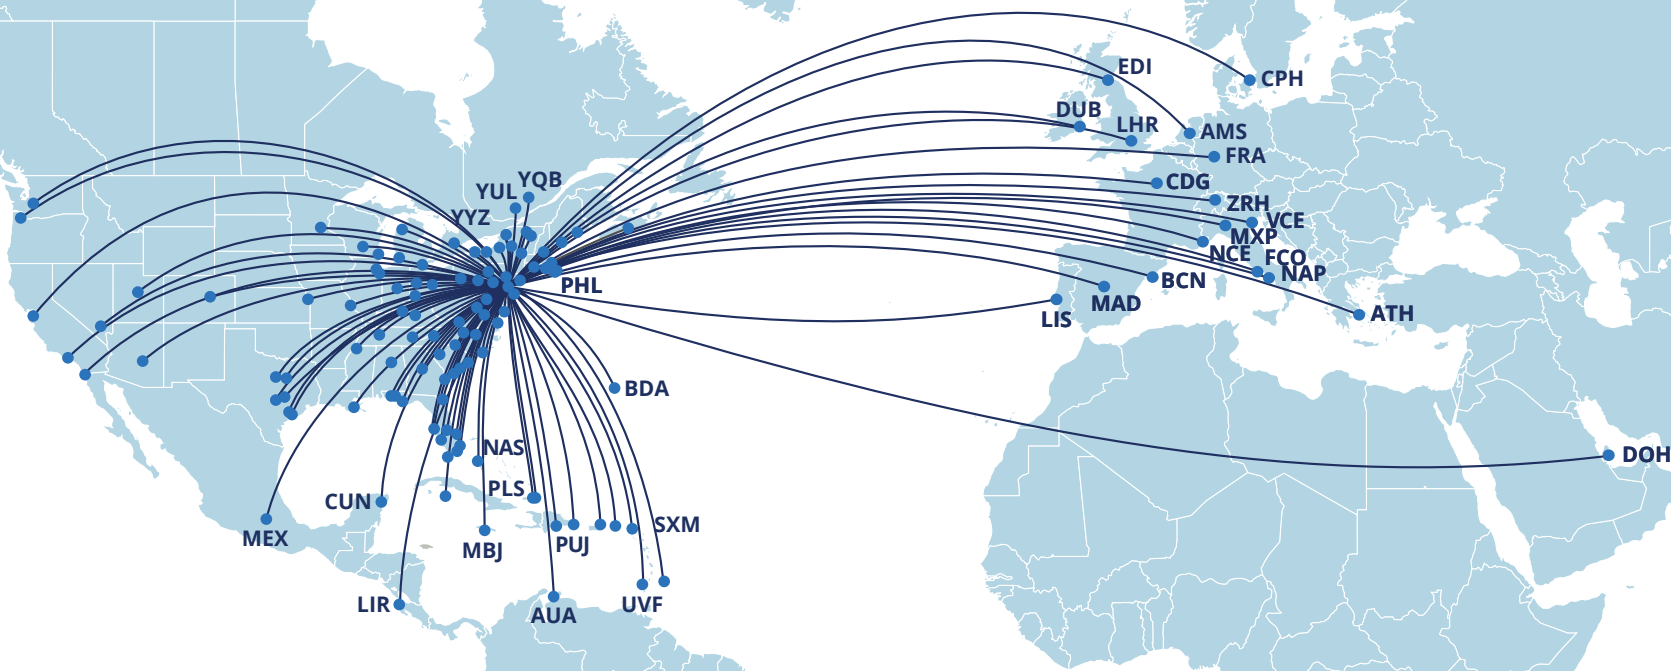 EDI
CPH
DUB
LHR
AMS
FRA
YQB
YUL
CDG
ZRH
YYZ
VCE
MXP
NCE
FCO
NAP
PHL
BCN
MAD
LIS
ATH
BDA
NAS
DOH
PLS
CUN
SXM
MEX
MBJ
PUJ
LIR
UVF
AUA